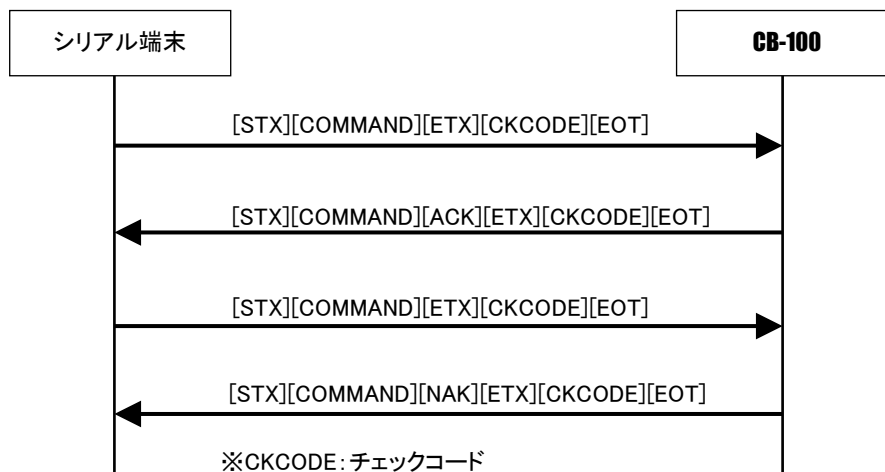 シリアル端末
CB-100
[STX][COMMAND][ETX][CKCODE][EOT]
[STX][COMMAND][ACK][ETX][CKCODE][EOT]
[STX][COMMAND][ETX][CKCODE][EOT]
[STX][COMMAND][NAK][ETX][CKCODE][EOT]
※CKCODE:チェックコード